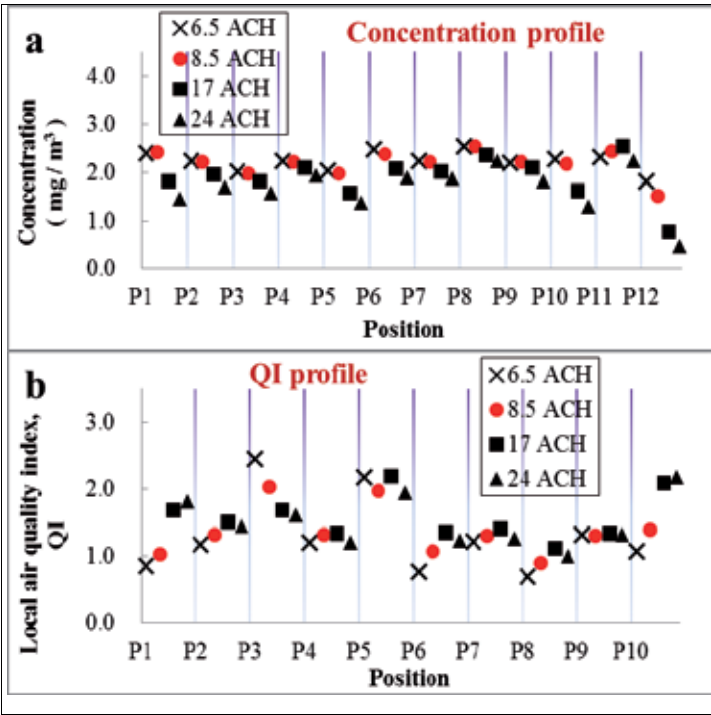 a
6.5 ACH
8.5 ACH
17 ACH
24 ACH
Concentration profile
Concentration
( mg / m³)
4.0
3.0
2.0
1.0
0.0
P1 P2 P3 P4 P5 P6 P7 P8 P9 P10 P11 P12
Position
b
QI profile
6.5 ACH
8.5 ACH
17 ACH
24 ACH
Local air quality index,
QI
3.0
2.0
1.0
0.0
P1 P2 P3 P4 P5 P6 P7 P8 P9 P10
Position